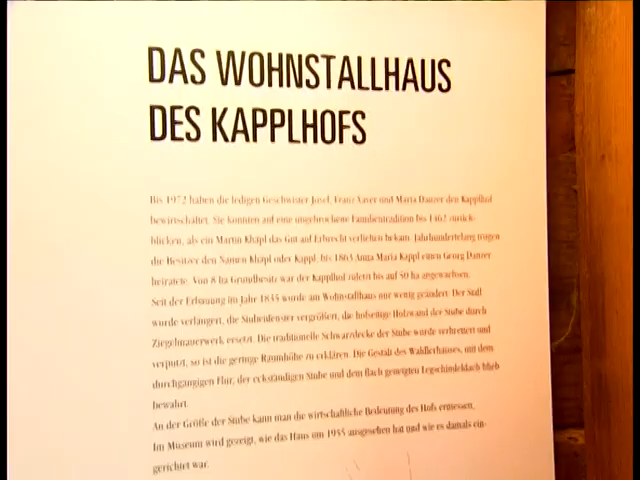 DAS WOHNSTALLHAUS
DES KAPPLHOFS
Bis 1972 haben die ledigen Geschwister Josef, Franz Xaver und Maria Danzer den Kapplhof
bewirtschaftet. Sie konnten auf eine ungebrochene Familientradition bis 1462 zurück-
blicken, als ein Martin Khäpl das Gut auf Erbrecht verliehen bekam. Jahrhundertelang trugen
die Besitzer den Namen Khäpl oder Kappl, bis 1863 Anna Maria Kappl einen Georg Danzer
heiratete. Von 8 ha Grundbesitz war der Kapplhof zuletzt bis auf 50 ha angewachsen.
Seit der Erbauung im Jahr 1835 wurde am Wohnstallhaus nur wenig geändert. Der Stall
wurde verlängert, die Stubenfenster vergrößert, die hofseitige Holzwand der Stube durch
Ziegelmauerwerk ersetzt. Die traditionelle Schwarzdecke der Stube wurde verbrettert und
verputzt, so ist die geringe Raumhöhe zu erklären. Die Gestalt des Waldlerhauses, mit dem
durchgängigen Flur, der eckständigen Stube und dem flach geneigten Legschindeldach blieb
bewahrt.
An der Größe der Stube kann man die wirtschaftliche Bedeutung des Hofs ermessen.
Im Museum wird gezeigt, wie das Haus um 1955 ausgesehen hat und wie es damals ein-
gerichtet war.